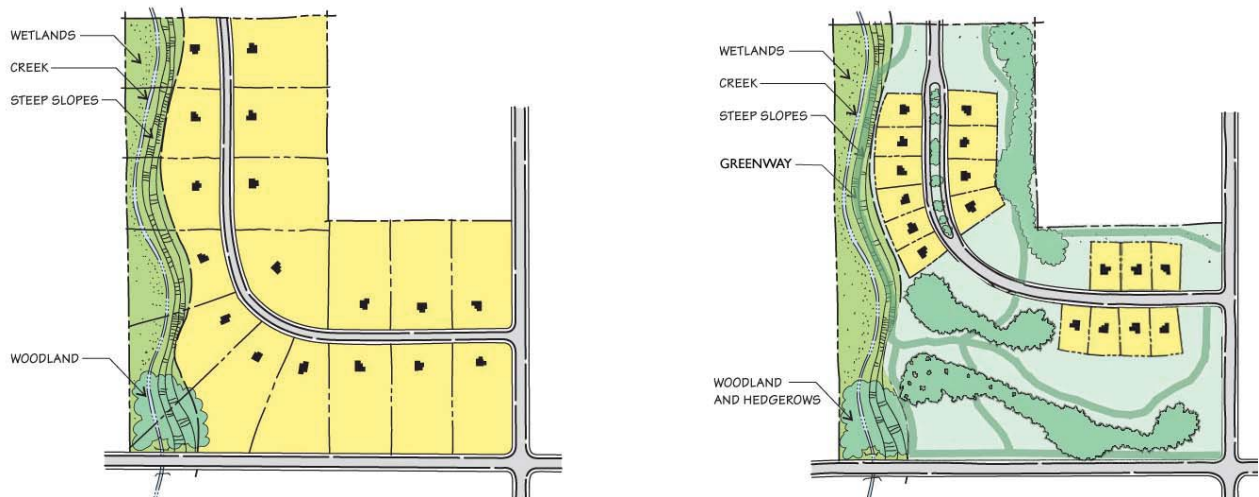 WETLANDS
CREEK
STEEP SLOPES
WOODLAND
WETLANDS
CREEK
STEEP SLOPES
GREENWAY
WOODLAND
AND HEDGEROWS